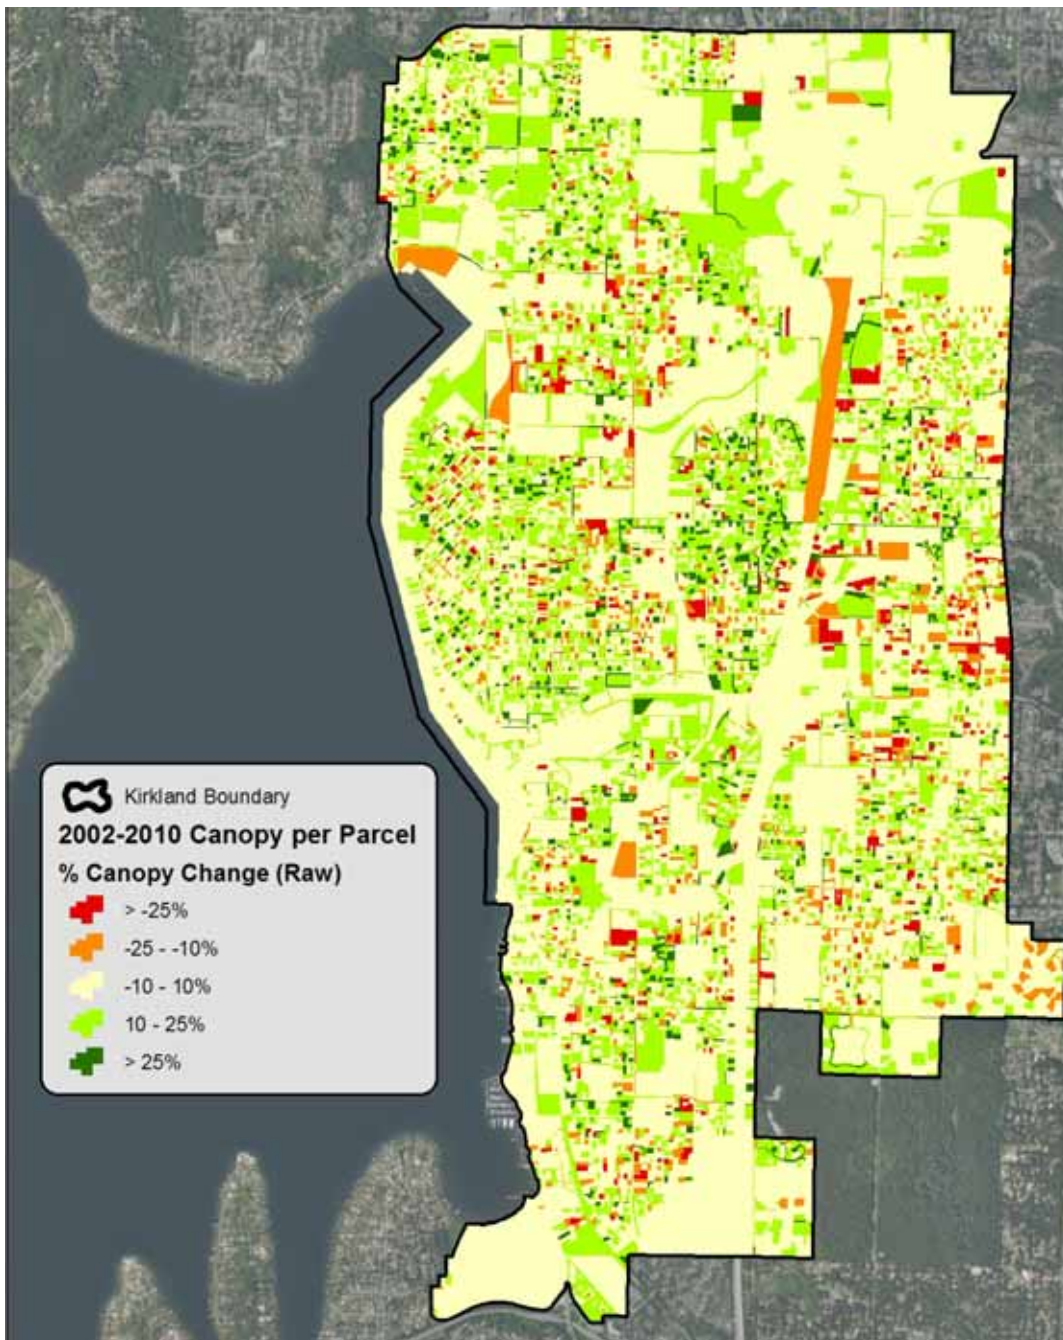 Kirkland Boundary
2002-2010 Canopy per Parcel
% Canopy Change (Raw)
> -25%
-25 - -10%
-10 - 10%
10 - 25%
> 25%